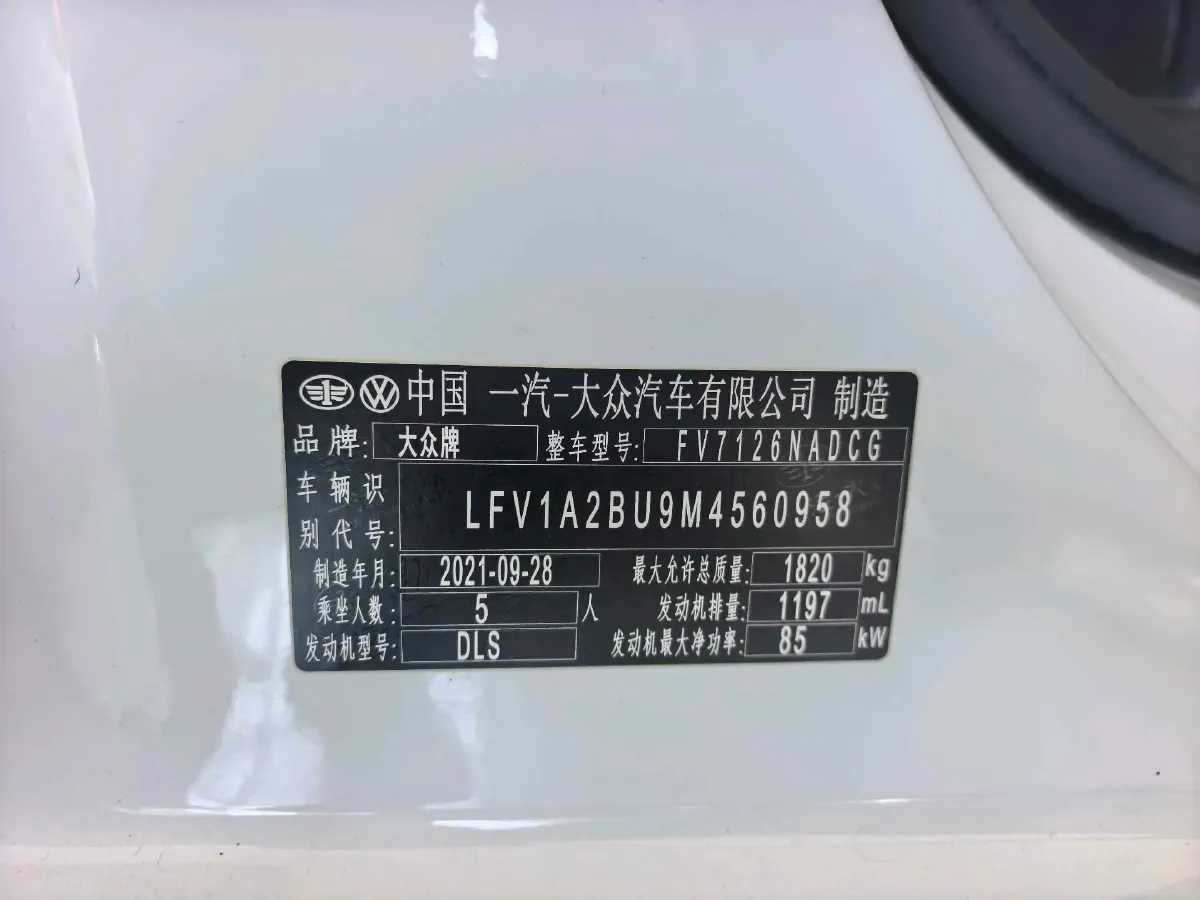 中国 一汽-大众汽车有限公司 制造
品牌: 大众牌 整车型号: FV7126NADCG
车辆识别代号: LFV1A2BU9M4560958
制造年月: 2021-09-28 最大允许总质量: 1820 kg
乘坐人数: 5 人 发动机排量: 1197 mL
发动机型号: DLS 发动机最大净功率: 85 kW